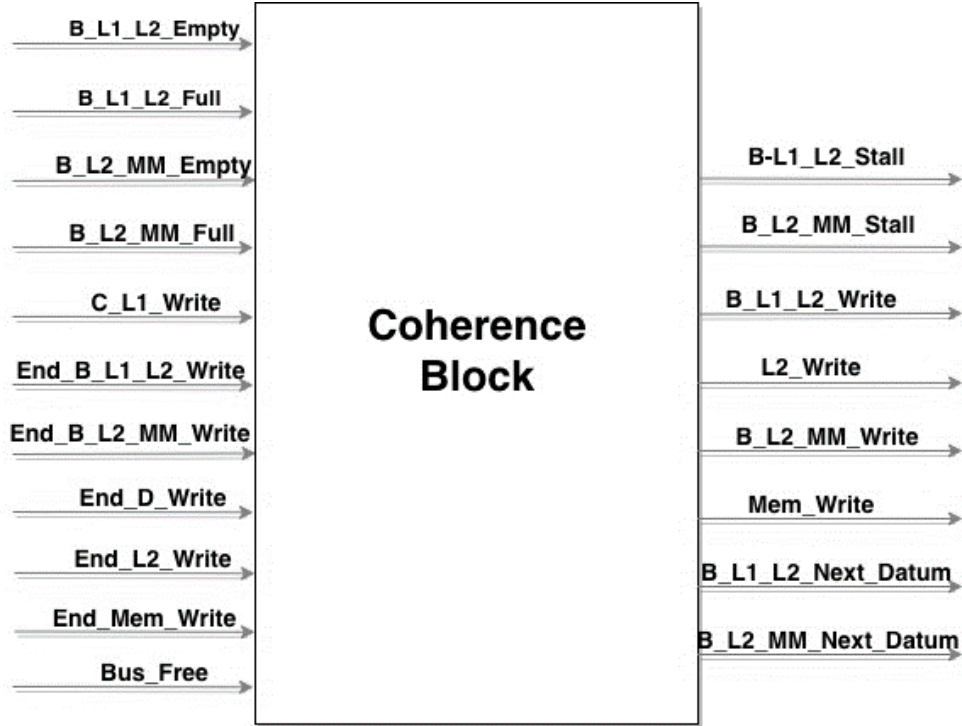 B_L1_L2_Empty
B_L1_L2_Full
B_L2_MM_Empty
B_L2_MM_Full
C_L1_Write
End_B_L1_L2_Write
End_B_L2_MM_Write
End_D_Write
End_L2_Write
End_Mem_Write
Bus_Free
Coherence
Block
B-L1_L2_Stall
B_L2_MM_Stall
B_L1_L2_Write
L2_Write
B_L2_MM_Write
Mem_Write
B_L1_L2_Next_Datum
B_L2_MM_Next_Datum